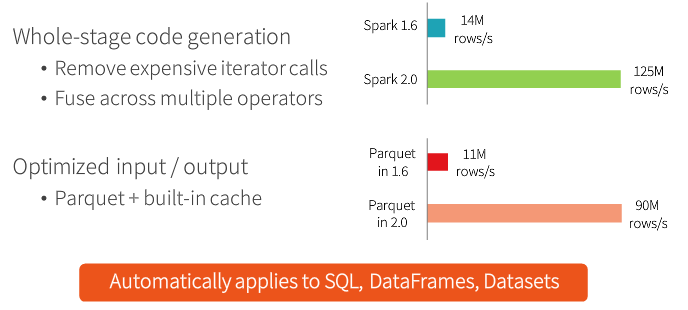 Whole-stage code generation
• Remove expensive iterator calls
• Fuse across multiple operators
Spark 1.6
14M
rows/s
Spark 2.0
125M
rows/s
Optimized input / output
• Parquet + built-in cache
Parquet
in 1.6
11M
rows/s
Parquet
in 2.0
90M
rows/s
Automatically applies to SQL, DataFrames, Datasets